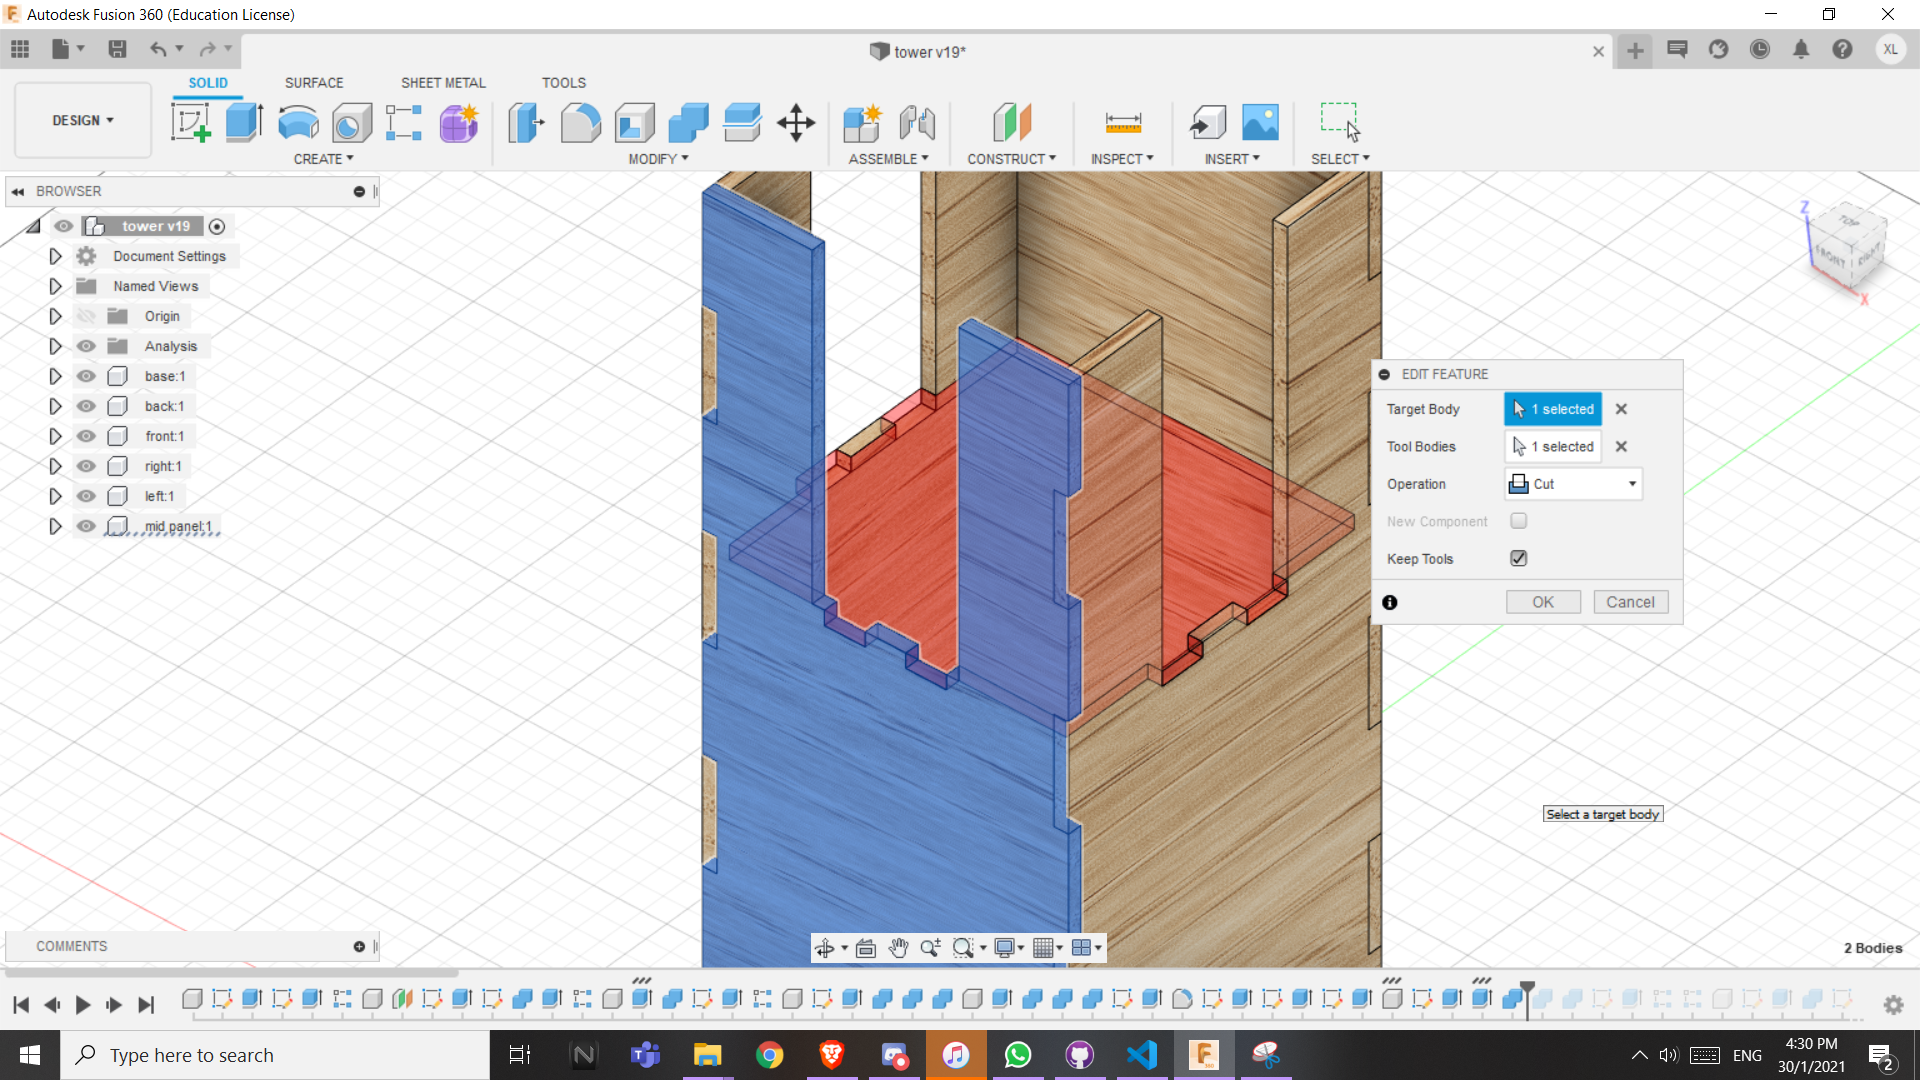 Autodesk Fusion 360 (Education License)
tower v19*
XL
DESIGN
SOLID
SURFACE
SHEET METAL
TOOLS
CREATE
MODIFY
ASSEMBLE
CONSTRUCT
INSPECT
INSERT
SELECT
BROWSER
tower v19
Document Settings
Named Views
Origin
Analysis
base:1
back:1
front:1
right:1
left:1
mid panel:1
Z
TOP
FRONT
RIGHT
X
EDIT FEATURE
Target Body
1 selected
Tool Bodies
1 selected
Operation
Cut
New Component
Keep Tools
OK
Cancel
Select a target body
COMMENTS
2 Bodies
Type here to search
ENG
4:30 PM
30/1/2021
2